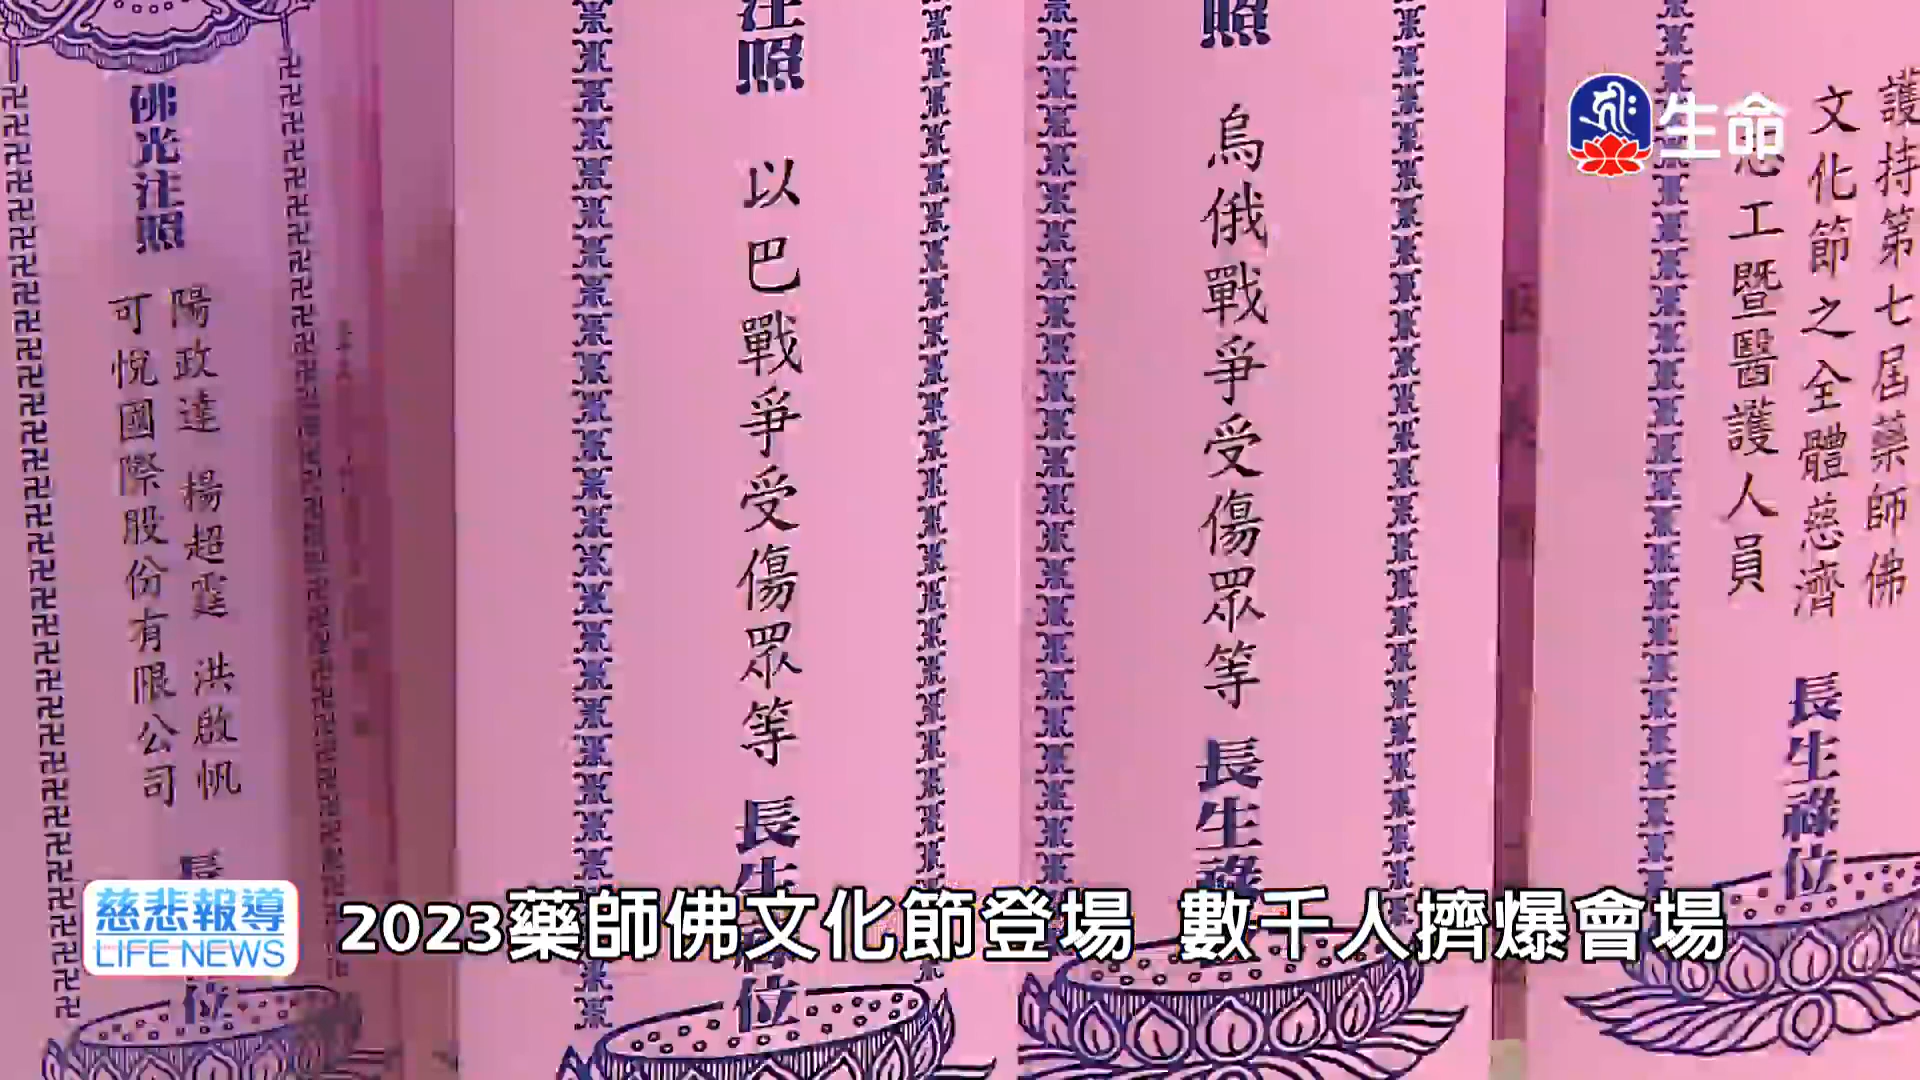 護持第七屆藥師佛
文化節之全體慈濟
志工暨醫護人員
長生祿位
照
烏俄戰爭受傷眾等
長生祿
注照
以巴戰爭受傷眾等
長生祿位
佛光注照
陽政達 楊超霆 洪啟帆
可悅國際股份有限公司
長
位
生命
慈悲報導
LIFE NEWS
2023藥師佛文化節登場 數千人擠爆會場